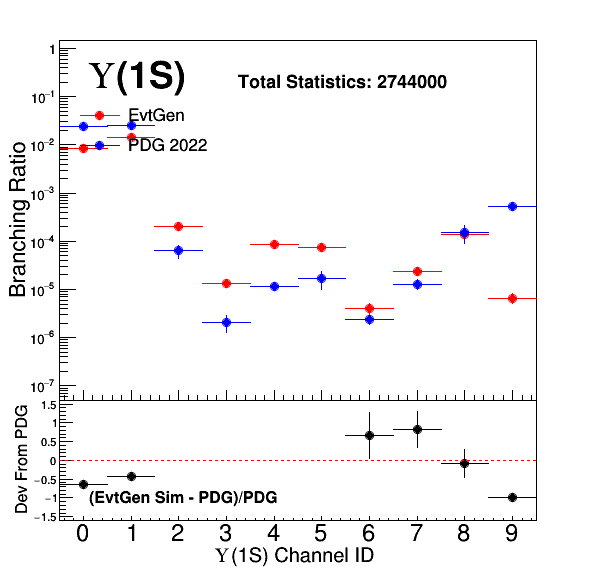 ϒ(1S)
Total Statistics: 2744000
EvtGen
PDG 2022
Branching Ratio
1
10⁻¹
10⁻²
10⁻³
10⁻⁴
10⁻⁵
10⁻⁶
10⁻⁷
Dev From PDG
1.5
1
0.5
0
−0.5
−1
−1.5
(EvtGen Sim - PDG)/PDG
0 1 2 3 4 5 6 7 8 9
ϒ(1S) Channel ID